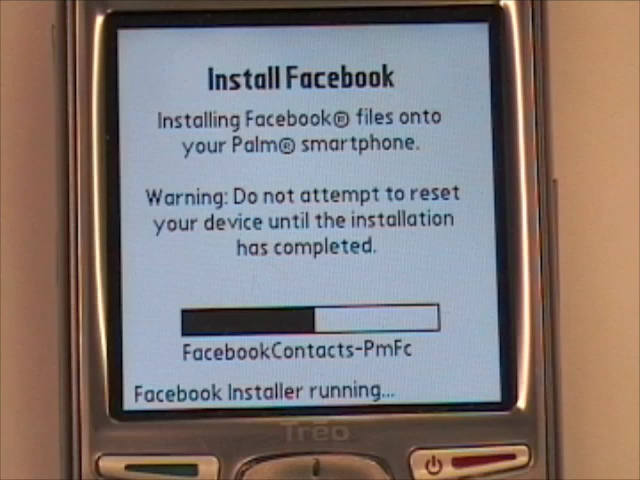 Install Facebook
Installing Facebook® files onto
your Palm® smartphone.
Warning: Do not attempt to reset
your device until the installation
has completed.
FacebookContacts-PmFc
Facebook Installer running...
Treo